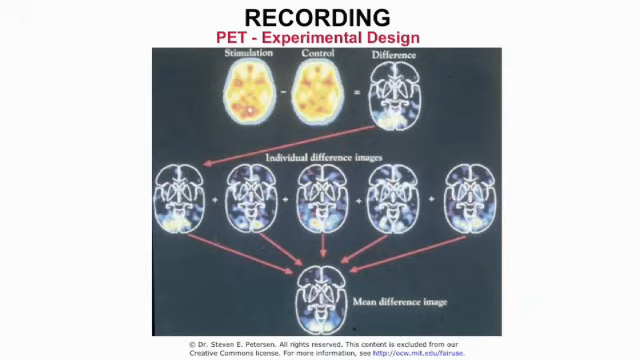 RECORDING
PET - Experimental Design
Stimulation Control Difference
- =
Individual difference images
+ + + +
Mean difference image
© Dr. Steven E. Petersen. All rights reserved. This content is excluded from our
Creative Commons license. For more information, see http://ocw.mit.edu/fairuse.